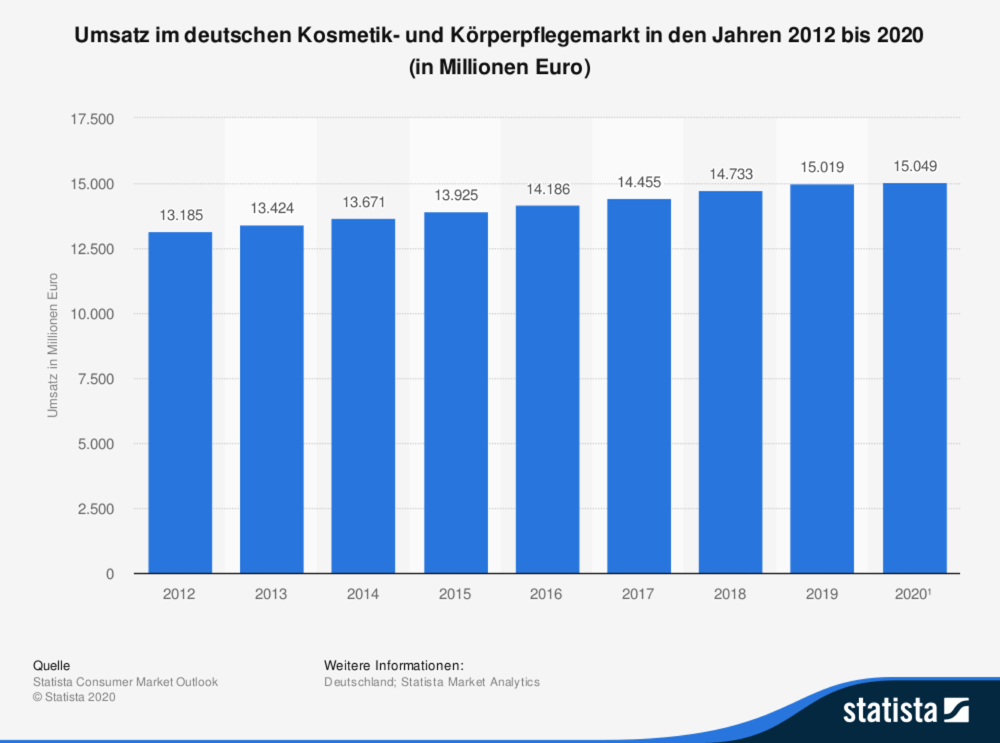 Umsatz im deutschen Kosmetik- und Körperpflegemarkt in den Jahren 2012 bis 2020
(in Millionen Euro)
17.500
15.000
12.500
10.000
7.500
5.000
2.500
0
Umsatz in Millionen Euro
13.185
13.424
13.671
13.925
14.186
14.455
14.733
15.019
15.049
2012 2013 2014 2015 2016 2017 2018 2019 2020¹
Quelle
Statista Consumer Market Outlook
© Statista 2020
Weitere Informationen:
Deutschland; Statista Market Analytics
statista